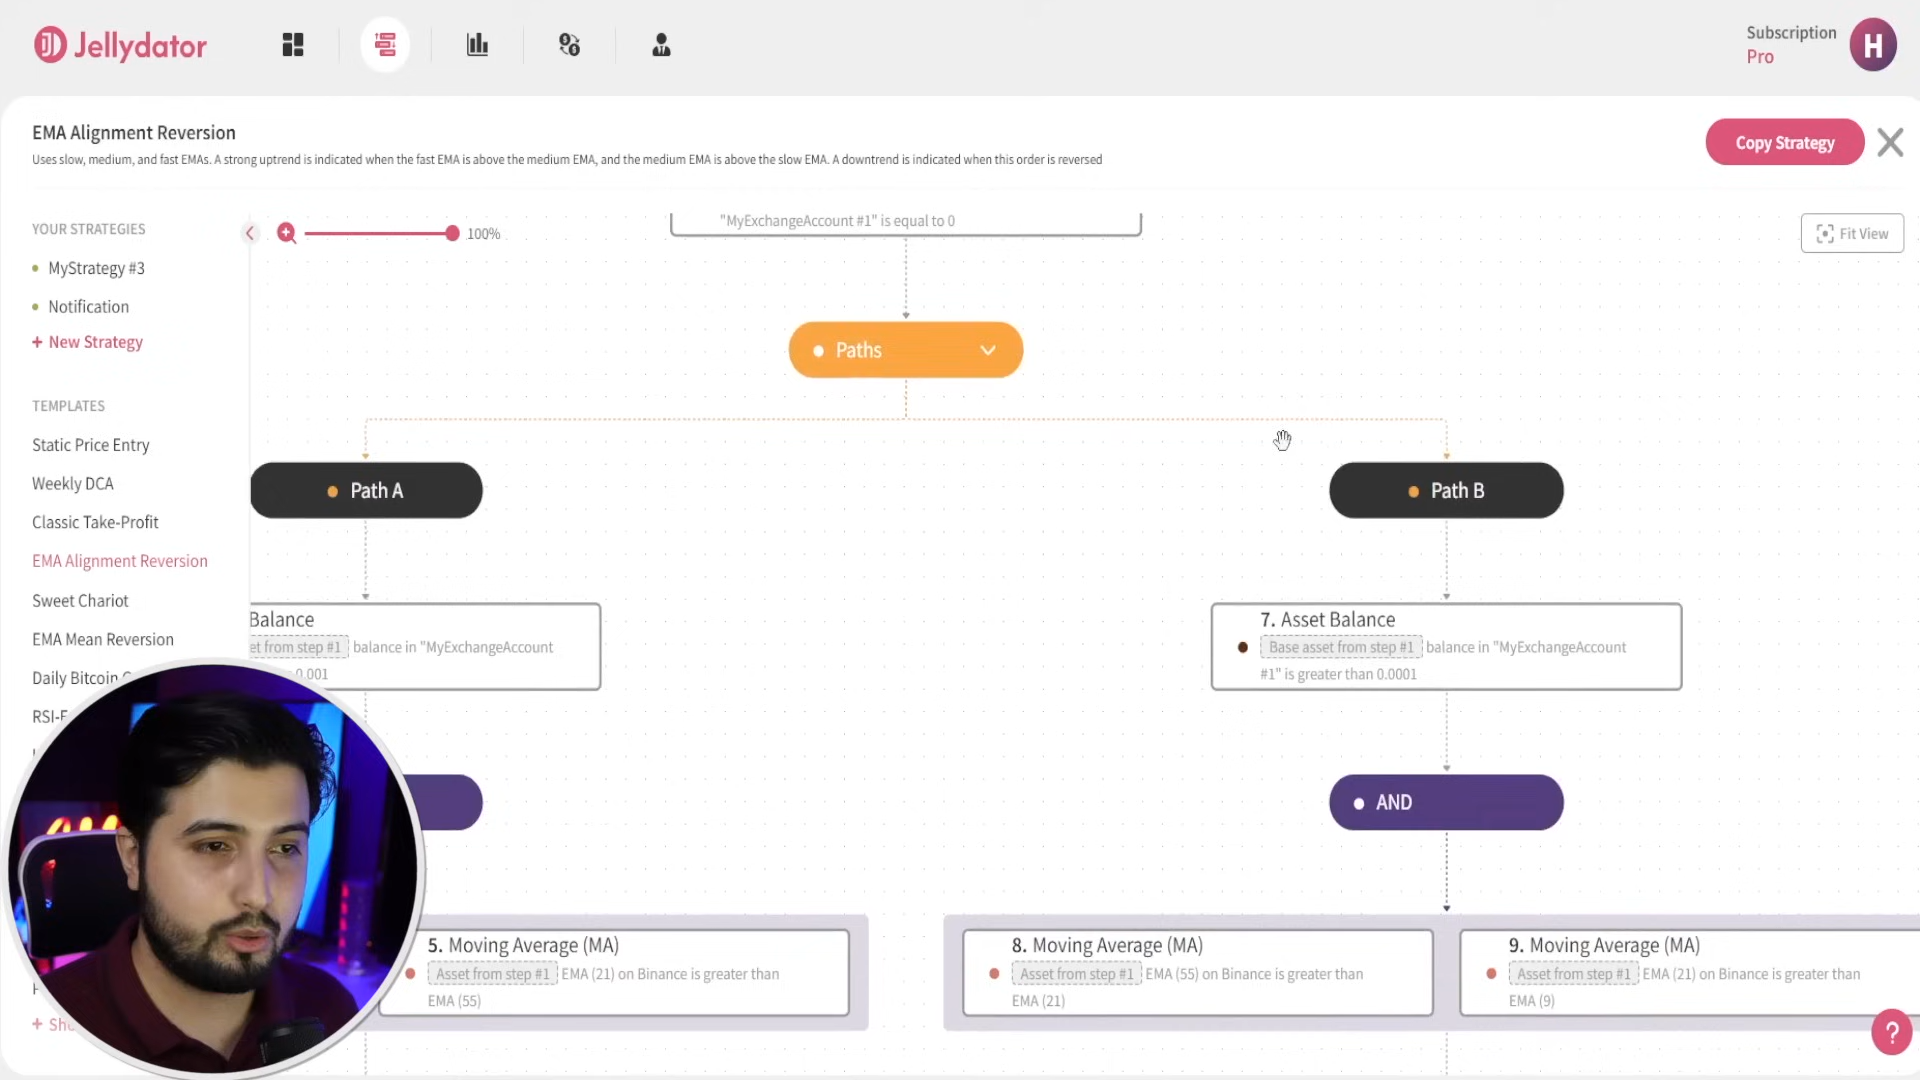 Jellydator
Subscription
Pro
H
EMA Alignment Reversion
Uses slow, medium, and fast EMAs. A strong uptrend is indicated when the fast EMA is above the medium EMA, and the medium EMA is above the slow EMA. A downtrend is indicated when this order is reversed
Copy Strategy
YOUR STRATEGIES
MyStrategy #3
Notification
+ New Strategy
TEMPLATES
Static Price Entry
Weekly DCA
Classic Take-Profit
EMA Alignment Reversion
Sweet Chariot
EMA Mean Reversion
Daily Bitcoin
100%
Fit View
"MyExchangeAccount #1" is equal to 0
Paths
Path A
Path B
Balance
from step #1 balance in "MyExchangeAccount
0.001
7. Asset Balance
Base asset from step #1 balance in "MyExchangeAccount
#1" is greater than 0.0001
AND
5. Moving Average (MA)
Asset from step #1 EMA (21) on Binance is greater than
EMA (55)
8. Moving Average (MA)
Asset from step #1 EMA (55) on Binance is greater than
EMA (21)
9. Moving Average (MA)
Asset from step #1 EMA (21) on Binance is greater than
EMA (9)
?